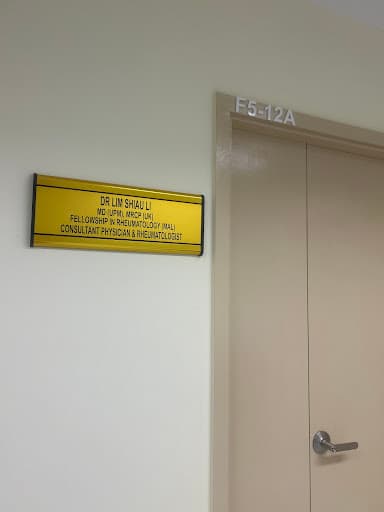 F5-12A
DR LIM SHIAU LI
MD (UPM), MRCP (UK)
FELLOWSHIP IN RHEUMATOLOGY (MAL)
CONSULTANT PHYSICIAN & RHEUMATOLOGIST